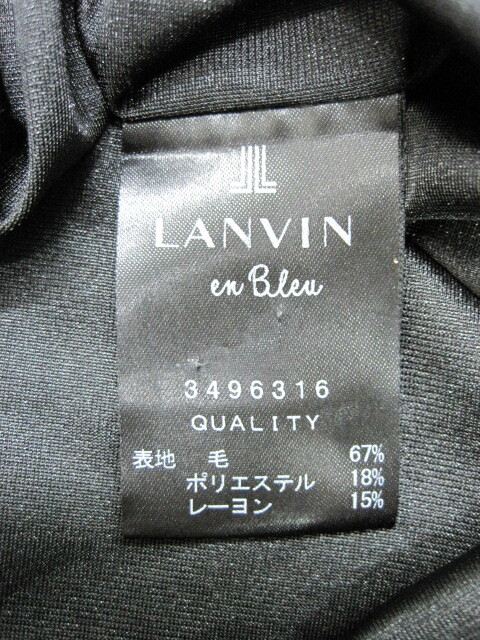 LANVIN
en Bleu
3496316
QUALITY
表地 毛 67%
ポリエステル 18%
レーヨン 15%